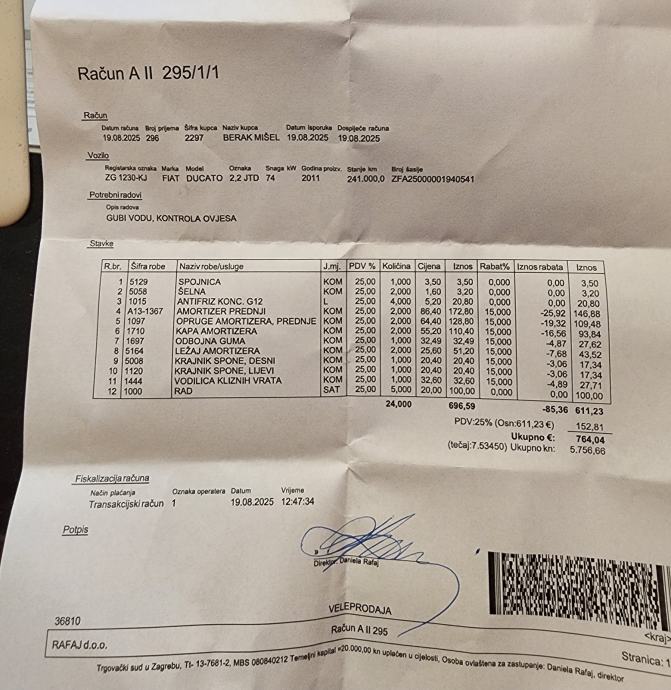 Račun A II 295/1/1
Račun
Datum računa Broj prijema Šifra kupca Naziv kupca Datum isporuke Dospijeće računa
19.08.2025 296 2297 BERAK MIŠEL 19.08.2025 19.08.2025
Vozilo
Registarska oznaka Marka Model Oznaka Snaga kW Godina proizv. Stanje km Broj šasije
ZG 1230-KJ FIAT DUCATO 2,2 JTD 74 2011 241.000,0 ZFA25000001940541
Potrebni radovi
Opis radova
GUBI VODU, KONTROLA OVJESA
Stavke
R.br. Šifra robe Naziv robe/usluge J.mj. PDV % Količina Cijena Iznos Rabat% Iznos rabata Iznos
1 5129 SPOJNICA KOM 25,00 1,000 3,50 3,50 0,000 0,00 3,50
2 5058 ŠELNA KOM 25,00 2,000 1,60 3,20 0,000 0,00 3,20
3 1015 ANTIFRIZ KONC. G12 L 25,00 4,000 5,20 20,80 0,000 0,00 20,80
4 A13-1367 AMORTIZER PREDNJI KOM 25,00 2,000 86,40 172,80 15,000 -25,92 146,88
5 1097 OPRUGE AMORTIZERA, PREDNJE KOM 25,00 2,000 64,40 128,80 15,000 -19,32 109,48
6 1710 KAPA AMORTIZERA KOM 25,00 2,000 55,20 110,40 15,000 -16,56 93,84
7 1697 ODBOJNA GUMA KOM 25,00 1,000 32,49 32,49 15,000 -4,87 27,62
8 5164 LEŽAJ AMORTIZERA KOM 25,00 2,000 25,60 51,20 15,000 -7,68 43,52
9 5008 KRAJNIK SPONE, DESNI KOM 25,00 1,000 20,40 20,40 15,000 -3,06 17,34
10 1120 KRAJNIK SPONE, LIJEVI KOM 25,00 1,000 20,40 20,40 15,000 -3,06 17,34
11 1444 VODILICA KLIZNIH VRATA KOM 25,00 1,000 32,60 32,60 15,000 -4,89 27,71
12 1000 RAD SAT 25,00 5,000 20,00 100,00 0,000 0,00 100,00
24,000 696,59 -85,36 611,23
PDV:25% (Osn:611,23 €) 152,81
Ukupno €: 764,04
(tečaj:7.53450) Ukupno kn: 5.756,66
Fiskalizacija računa
Način plaćanja Oznaka operatera Datum Vrijeme
Transakcijski račun 1 19.08.2025 12:47:34
Potpis
Direktor: Daniela Rafaj
VELEPRODAJA
36810
Račun A II 295
<kraj
RAFAJ d.o.o.
Stranica: 1
Trgovački sud u Zagrebu, Tt- 13-7681-2, MBS 080840212 Temeljni kapital =20.000,00 kn uplaćen u cijelosti, Osoba ovlaštena za zastupanje: Daniela Rafaj, direktor